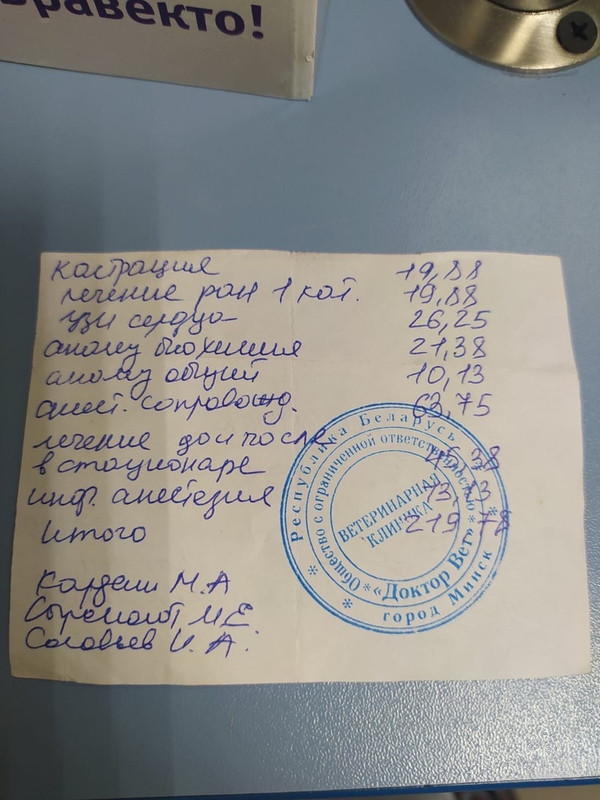 Бравекто!
кастрация 19,88
лечение ран 1 кат. 19,88
узи сердца 26,25
анализ биохимия 21,38
анализ общий 10,13
анест. сопровожд. 63,75
лечение до и после
в стационаре 45,38
инф. анестезия 13,13
Итого 219,78
М.А
М.Е
Соловьев И.А.
* Республика Беларусь *
город Минск
Общество с ограниченной ответственностью *
«Доктор Вет» *
ВЕТЕРИНАРНАЯ
КЛИНИКА